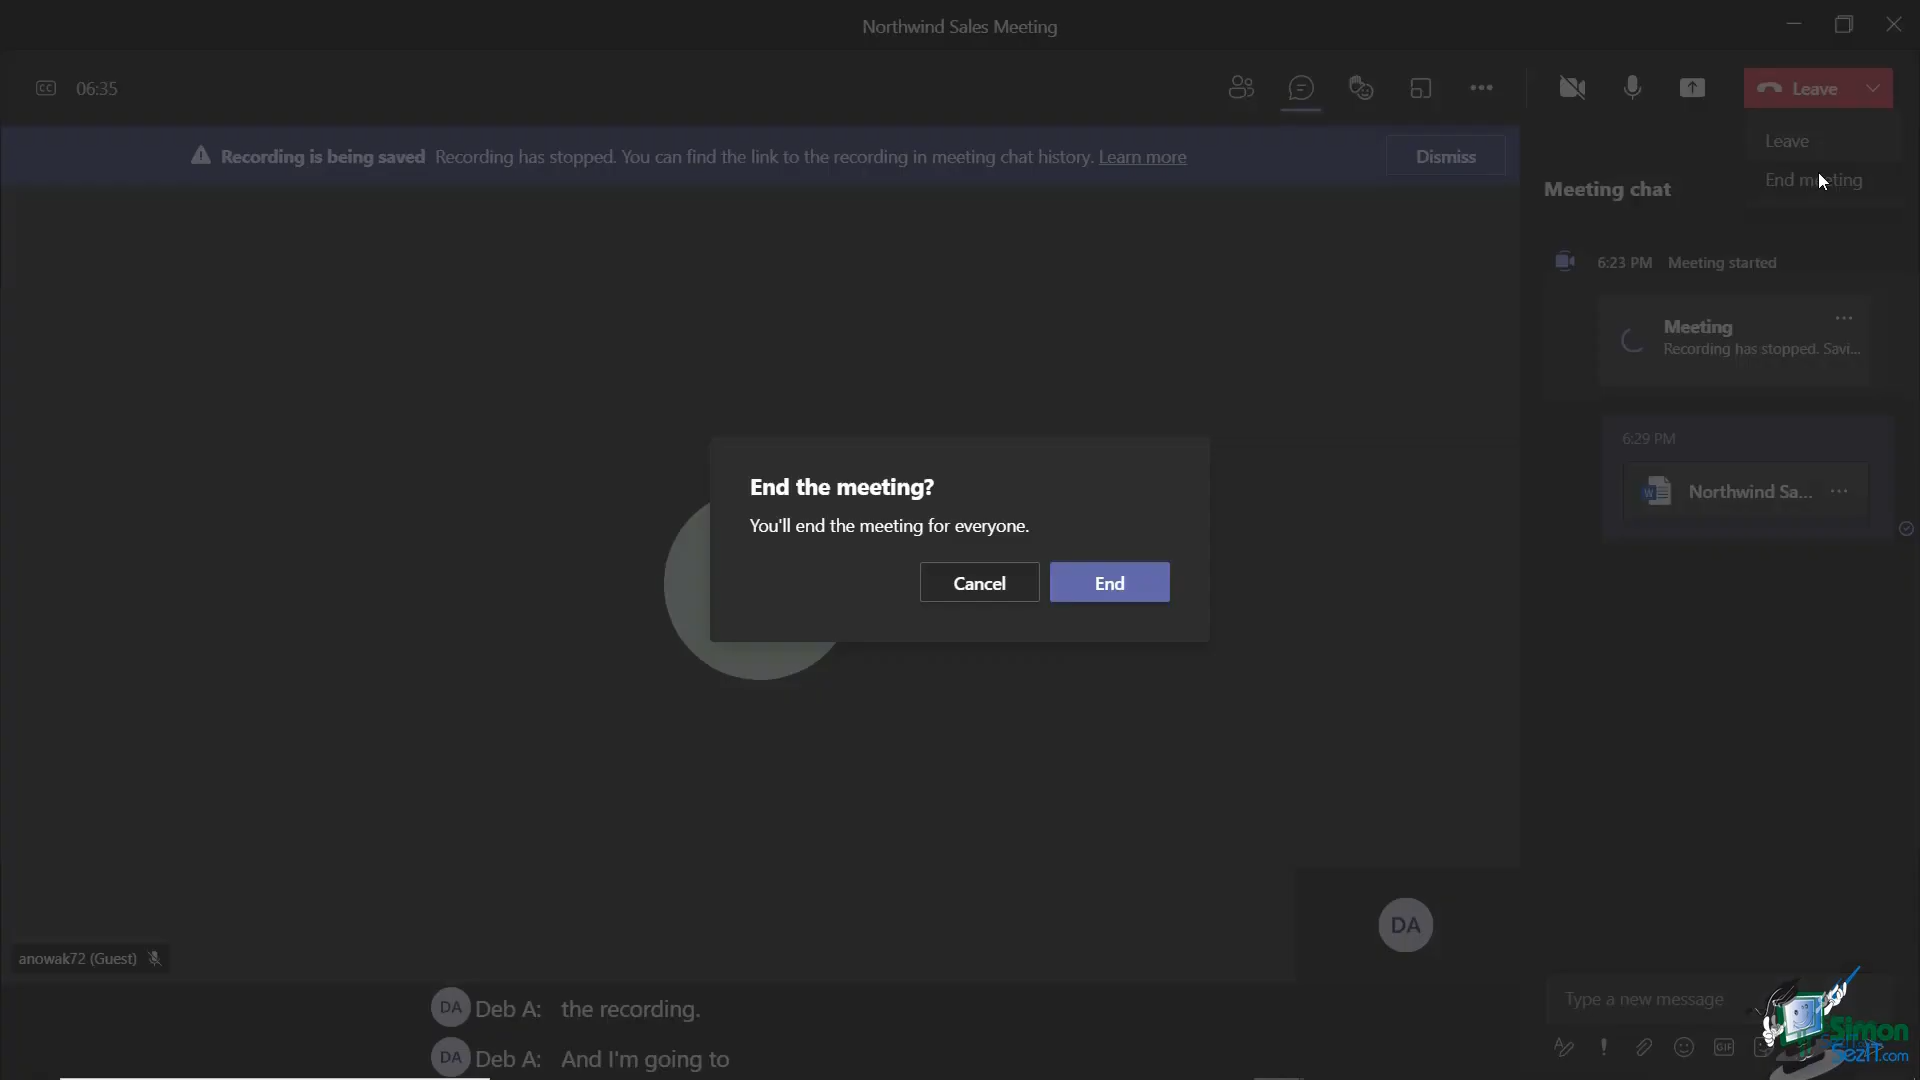 Northwind Sales Meeting
CC 06:35
Leave
Recording is being saved Recording has stopped. You can find the link to the recording in meeting chat history. Learn more
Dismiss
Leave
End meeting
Meeting chat
6:23 PM Meeting started
Meeting
Recording has stopped. Savi...
6:29 PM
W Northwind Sa...
End the meeting?
You'll end the meeting for everyone.
Cancel
End
DA
anowak72 (Guest)
DA Deb A: the recording.
DA Deb A: And I'm going to
Type a new message
GIF
Simon
SezIT.com